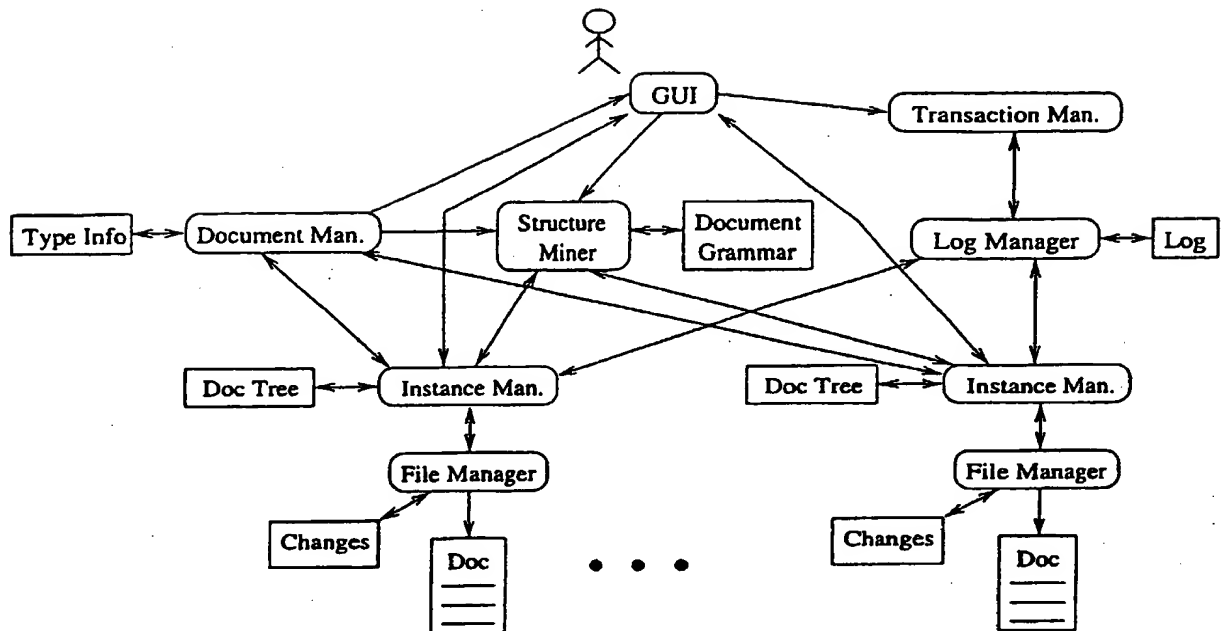 GUI
Transaction Man.
Type Info
Document Man.
Structure
Miner
Document
Grammar
Log Manager
Log
Doc Tree
Instance Man.
Doc Tree
Instance Man.
File Manager
File Manager
Changes
Doc
Changes
Doc